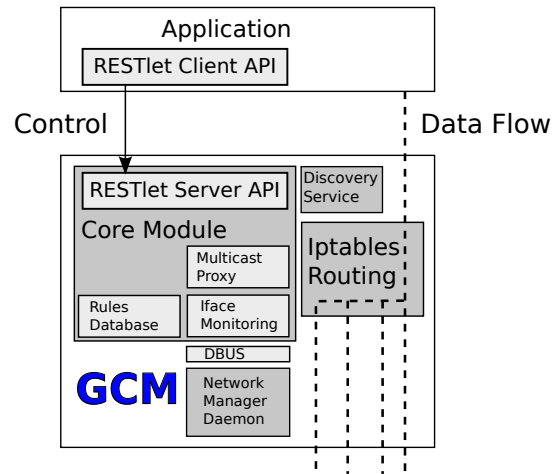 Application
RESTlet Client API
Control
Data Flow
RESTlet Server API
Discovery
Service
Core Module
Multicast
Proxy
Iptables
Routing
Rules
Database
Iface
Monitoring
DBUS
GCM
Network
Manager
Daemon